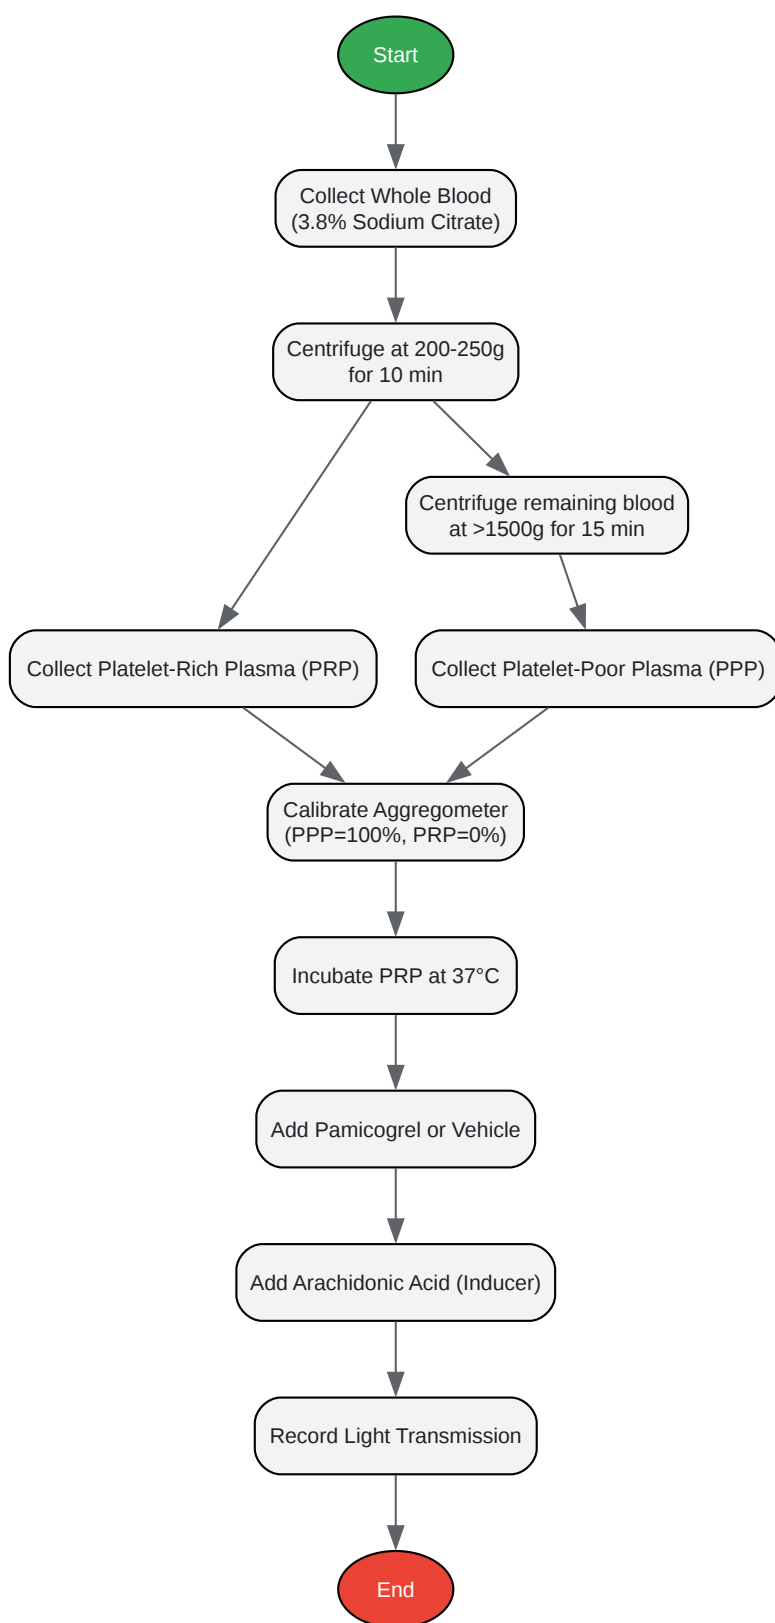 Start
Collect Whole Blood
(3.8% Sodium Citrate)
Centrifuge at 200-250g
for 10 min
Centrifuge remaining blood
at >1500g for 15 min
Collect Platelet-Rich Plasma (PRP)
Collect Platelet-Poor Plasma (PPP)
Calibrate Aggregometer
(PPP=100%, PRP=0%)
Incubate PRP at 37°C
Add Pamicogrel or Vehicle
Add Arachidonic Acid (Inducer)
Record Light Transmission
End